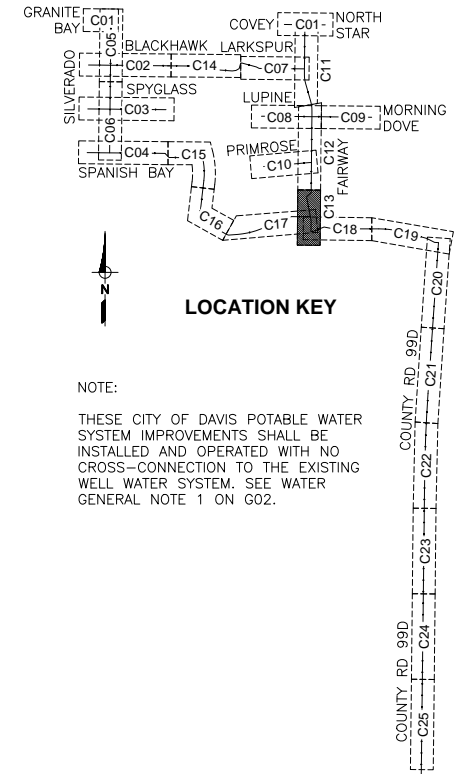 GRANITE
BAY
C01
COVEY
C01
NORTH
STAR
C05
BLACKHAWK
LARKSPUR
C11
C02
C14
C07
SILVERADO
SPYGLASS
LUPINE
C03
C08
C09
MORNING
DOVE
C06
C04
C15
PRIMROSE
C10
C12
FAIRWAY
SPANISH BAY
C13
C16
C17
C18
C19
C20
N
LOCATION KEY
COUNTY RD 99D
C21
NOTE:
THESE CITY OF DAVIS POTABLE WATER
SYSTEM IMPROVEMENTS SHALL BE
INSTALLED AND OPERATED WITH NO
CROSS-CONNECTION TO THE EXISTING
WELL WATER SYSTEM. SEE WATER
GENERAL NOTE 1 ON G02.
C22
C23
C24
COUNTY RD 99D
C25